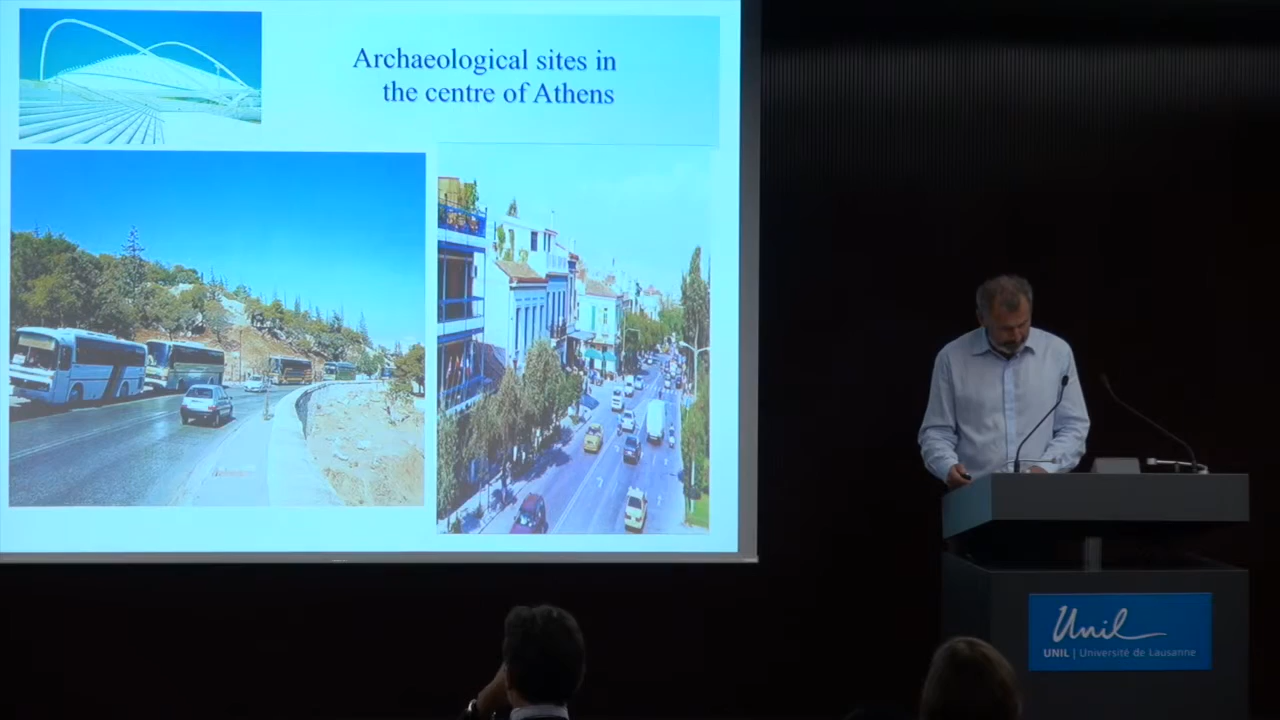 Archaeological sites in
the centre of Athens
Unil
UNIL | Université de Lausanne